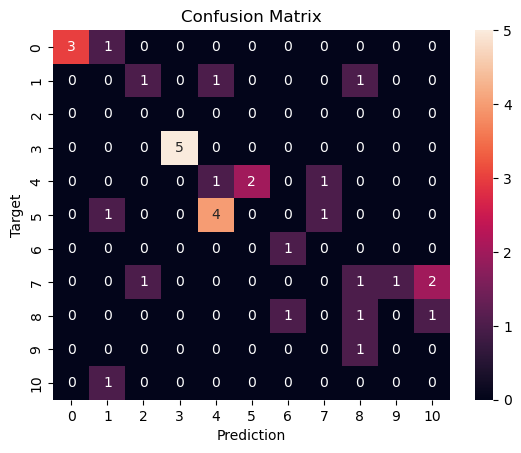 Confusion Matrix
0 3 1 0 0 0 0 0 0 0 0 0
1 0 0 1 0 1 0 0 0 1 0 0
2 0 0 0 0 0 0 0 0 0 0 0
3 0 0 0 5 0 0 0 0 0 0 0
4 0 0 0 0 1 2 0 1 0 0 0
5 0 1 0 0 4 0 0 1 0 0 0
6 0 0 0 0 0 0 1 0 0 0 0
7 0 0 1 0 0 0 0 0 1 1 2
8 0 0 0 0 0 0 1 0 1 0 1
9 0 0 0 0 0 0 0 0 1 0 0
10 0 1 0 0 0 0 0 0 0 0 0
0 1 2 3 4 5 6 7 8 9 10
Target
Prediction
5
4
3
2
1
0